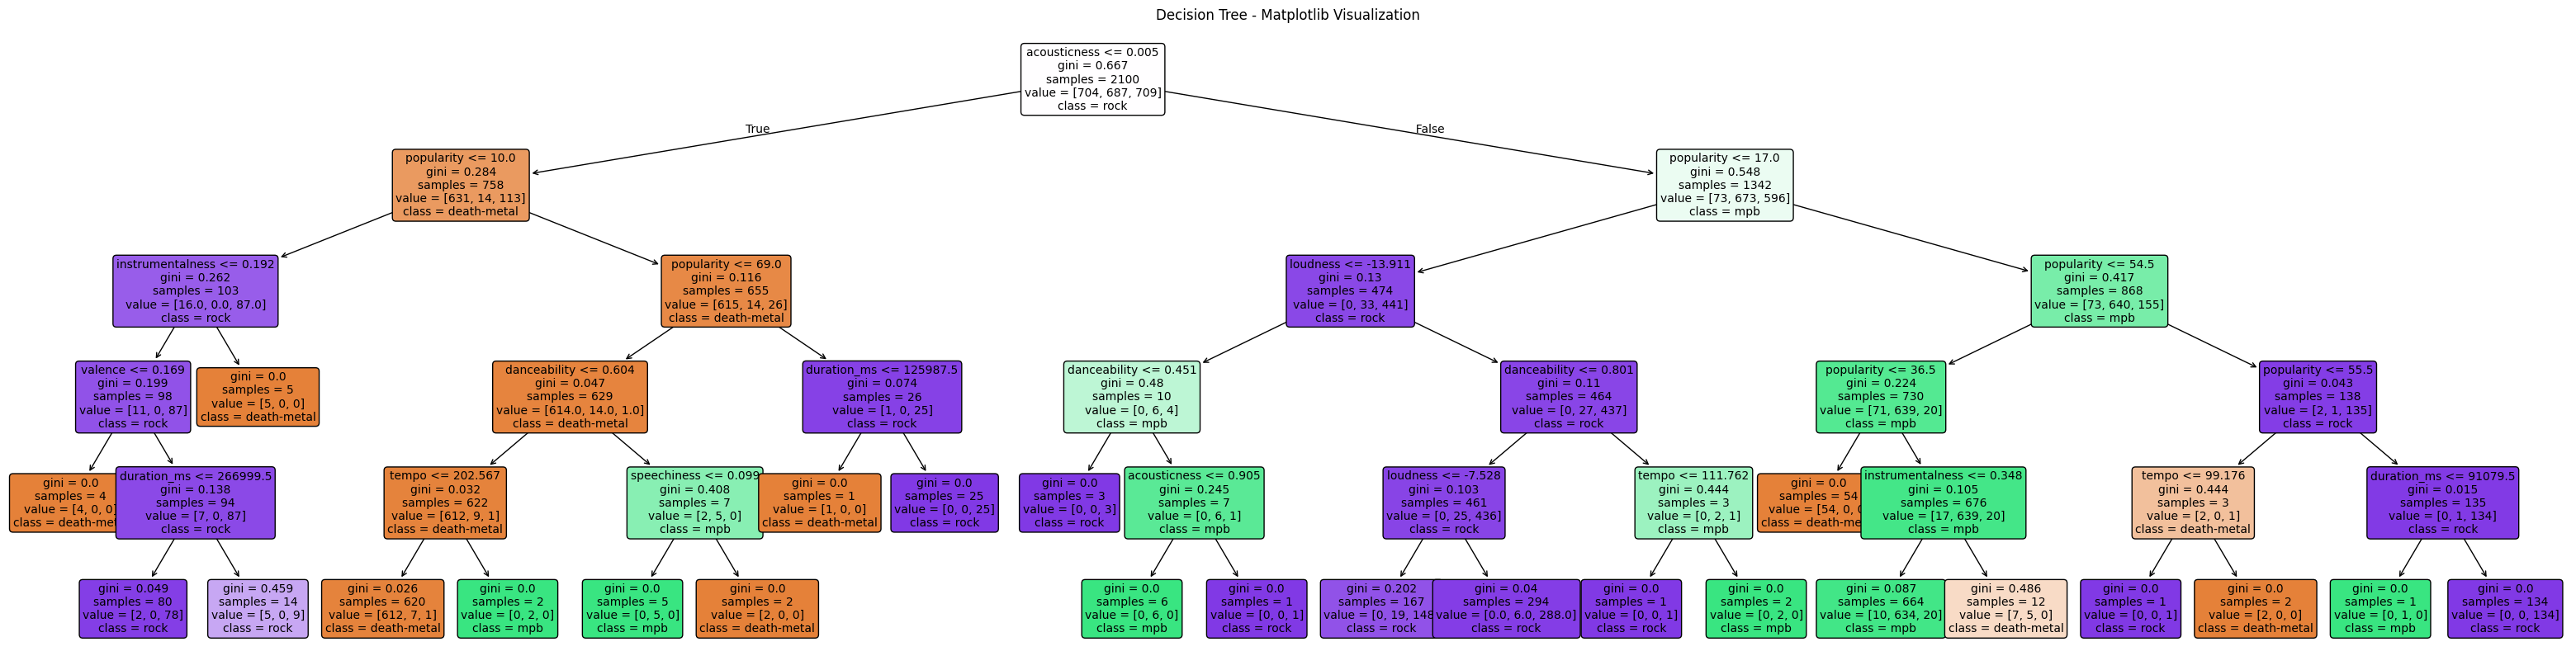 Decision Tree - Matplotlib Visualization
acousticness <= 0.005
gini = 0.667
samples = 2100
value = [704, 687, 709]
class = rock
True
False
popularity <= 10.0
gini = 0.284
samples = 758
value = [631, 14, 113]
class = death-metal
popularity <= 17.0
gini = 0.548
samples = 1342
value = [73, 673, 596]
class = mpb
instrumentalness <= 0.192
gini = 0.262
samples = 103
value = [16.0, 0.0, 87.0]
class = rock
popularity <= 69.0
gini = 0.116
samples = 655
value = [615, 14, 26]
class = death-metal
loudness <= -13.911
gini = 0.13
samples = 474
value = [0, 33, 441]
class = rock
popularity <= 54.5
gini = 0.417
samples = 868
value = [73, 640, 155]
class = mpb
valence <= 0.169
gini = 0.199
samples = 98
value = [11, 0, 87]
class = rock
gini = 0.0
samples = 5
value = [5, 0, 0]
class = death-metal
danceability <= 0.604
gini = 0.047
samples = 629
value = [614.0, 14.0, 1.0]
class = death-metal
duration_ms <= 125987.5
gini = 0.074
samples = 26
value = [1, 0, 25]
class = rock
danceability <= 0.451
gini = 0.48
samples = 10
value = [0, 6, 4]
class = mpb
danceability <= 0.801
gini = 0.11
samples = 464
value = [0, 27, 437]
class = rock
popularity <= 36.5
gini = 0.224
samples = 730
value = [71, 639, 20]
class = mpb
popularity <= 55.5
gini = 0.043
samples = 138
value = [2, 1, 135]
class = rock
gini = 0.0
samples = 4
value = [4, 0, 0]
class = death-met
duration_ms <= 266999.5
gini = 0.138
samples = 94
value = [7, 0, 87]
class = rock
tempo <= 202.567
gini = 0.032
samples = 622
value = [612, 9, 1]
class = death-metal
speechiness <= 0.099
gini = 0.408
samples = 7
value = [2, 5, 0]
class = mpb
gini = 0.0
samples = 1
value = [1, 0, 0]
class = death-metal
gini = 0.0
samples = 25
value = [0, 0, 25]
class = rock
gini = 0.0
samples = 3
value = [0, 0, 3]
class = rock
acousticness <= 0.905
gini = 0.245
samples = 7
value = [0, 6, 1]
class = mpb
loudness <= -7.528
gini = 0.103
samples = 461
value = [0, 25, 436]
class = rock
tempo <= 111.762
gini = 0.444
samples = 3
value = [0, 2, 1]
class = mpb
gini = 0.0
samples = 54
value = [54, 0, 0
class = death-me
instrumentalness <= 0.348
gini = 0.105
samples = 676
value = [17, 639, 20]
class = mpb
tempo <= 99.176
gini = 0.444
samples = 3
value = [2, 0, 1]
class = death-metal
duration_ms <= 91079.5
gini = 0.015
samples = 135
value = [0, 1, 134]
class = rock
gini = 0.049
samples = 80
value = [2, 0, 78]
class = rock
gini = 0.459
samples = 14
value = [5, 0, 9]
class = rock
gini = 0.026
samples = 620
value = [612, 7, 1]
class = death-metal
gini = 0.0
samples = 2
value = [0, 2, 0]
class = mpb
gini = 0.0
samples = 5
value = [0, 5, 0]
class = mpb
gini = 0.0
samples = 2
value = [2, 0, 0]
class = death-metal
gini = 0.0
samples = 6
value = [0, 6, 0]
class = mpb
gini = 0.0
samples = 1
value = [0, 0, 1]
class = rock
gini = 0.202
samples = 167
value = [0, 19, 148
class = rock
gini = 0.04
samples = 294
value = [0.0, 6.0, 288.0]
class = rock
gini = 0.0
samples = 1
value = [0, 0, 1]
class = rock
gini = 0.0
samples = 2
value = [0, 2, 0]
class = mpb
gini = 0.087
samples = 664
value = [10, 634, 20]
class = mpb
gini = 0.486
samples = 12
value = [7, 5, 0]
class = death-metal
gini = 0.0
samples = 1
value = [0, 0, 1]
class = rock
gini = 0.0
samples = 2
value = [2, 0, 0]
class = death-metal
gini = 0.0
samples = 1
value = [0, 1, 0]
class = mpb
gini = 0.0
samples = 134
value = [0, 0, 134]
class = rock